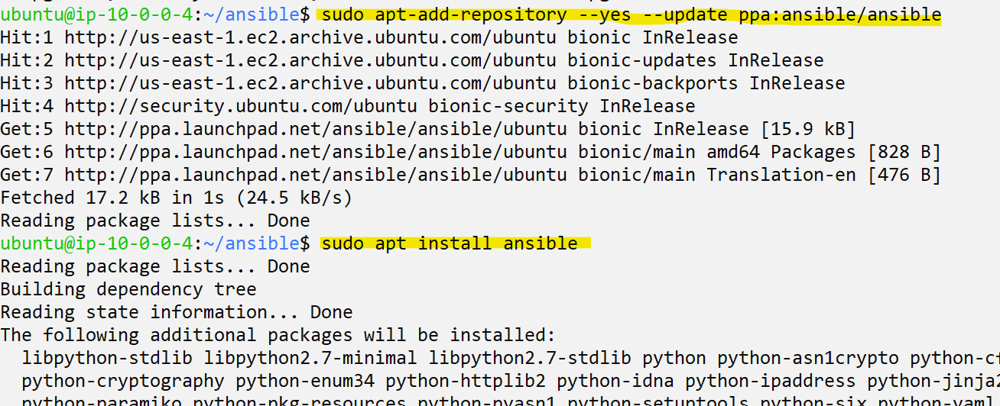 ubuntu@ip-10-0-0-4:~/ansible$ sudo apt-add-repository --yes --update ppa:ansible/ansible
Hit:1 http://us-east-1.ec2.archive.ubuntu.com/ubuntu bionic InRelease
Hit:2 http://us-east-1.ec2.archive.ubuntu.com/ubuntu bionic-updates InRelease
Hit:3 http://us-east-1.ec2.archive.ubuntu.com/ubuntu bionic-backports InRelease
Hit:4 http://security.ubuntu.com/ubuntu bionic-security InRelease
Get:5 http://ppa.launchpad.net/ansible/ansible/ubuntu bionic InRelease [15.9 kB]
Get:6 http://ppa.launchpad.net/ansible/ansible/ubuntu bionic/main amd64 Packages [828 B]
Get:7 http://ppa.launchpad.net/ansible/ansible/ubuntu bionic/main Translation-en [476 B]
Fetched 17.2 kB in 1s (24.5 kB/s)
Reading package lists... Done
ubuntu@ip-10-0-0-4:~/ansible$ sudo apt install ansible
Reading package lists... Done
Building dependency tree
Reading state information... Done
The following additional packages will be installed:
libpython-stdlib libpython2.7-minimal libpython2.7-stdlib python python-asn1crypto
python-cryptography python-enum34 python-httplib2 python-idna python-ipaddress python-jinja2
python-paramiko python-pkg-resources python-pyasn1 python-setuptools python-six python-yaml